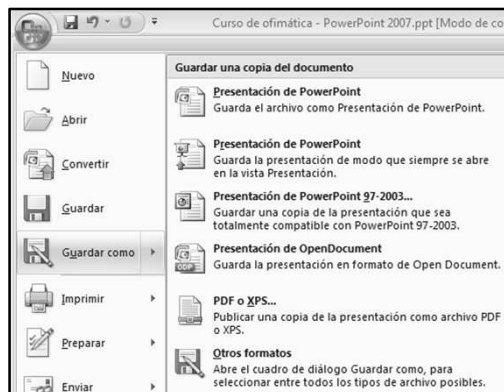 Curso de ofimática - PowerPoint 2007.ppt [Modo de co
Nuevo
Abrir
Convertir
Guardar
Guardar como
Imprimir
Preparar
Enviar
Guardar una copia del documento
Presentación de PowerPoint
Guarda el archivo como Presentación de PowerPoint.
Presentación de PowerPoint
Guarda la presentación de modo que siempre se abre
en la vista Presentación.
Presentación de PowerPoint 97-2003...
Guardar una copia de la presentación que sea
totalmente compatible con PowerPoint 97-2003.
Presentación de OpenDocument
Guarda la presentación en formato de Open Document.
PDF o XPS...
Publicar una copia de la presentación como archivo PDF
o XPS.
Otros formatos
Abre el cuadro de diálogo Guardar como, para
seleccionar entre todos los tipos de archivo posibles.